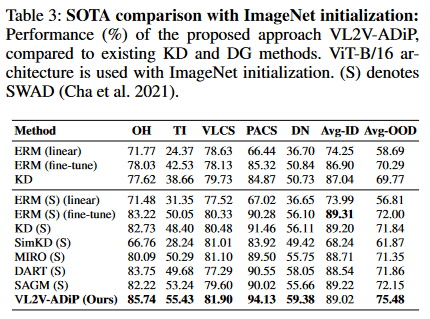 Table 3: SOTA comparison with ImageNet initialization:
Performance (%) of the proposed approach VL2V-ADiP,
compared to existing KD and DG methods. ViT-B/16 ar-
chitecture is used with ImageNet initialization. (S) denotes
SWAD (Cha et al. 2021).
Method OH TI VLCS PACS DN Avg-ID Avg-OOD
ERM (linear) 71.77 24.37 78.63 66.44 36.70 74.25 58.69
ERM (fine-tune) 78.03 42.53 78.13 85.32 50.84 86.90 70.29
KD 77.62 38.66 79.73 84.87 50.73 87.04 69.77
ERM (S) (linear) 71.48 31.35 77.52 67.02 36.65 73.99 56.81
ERM (S) (fine-tune) 83.22 50.05 80.33 90.28 56.10 89.31 72.00
KD (S) 82.73 48.40 80.48 91.46 56.11 89.20 71.84
SimKD (S) 66.76 28.24 81.01 83.92 49.42 68.24 61.87
MIRO (S) 80.09 50.29 81.10 89.50 55.75 88.71 71.35
DART (S) 83.75 49.68 77.29 90.55 58.05 88.54 71.86
SAGM (S) 82.22 53.24 79.60 90.02 55.66 89.22 72.15
VL2V-ADiP (Ours) 85.74 55.43 81.90 94.13 59.38 89.02 75.48